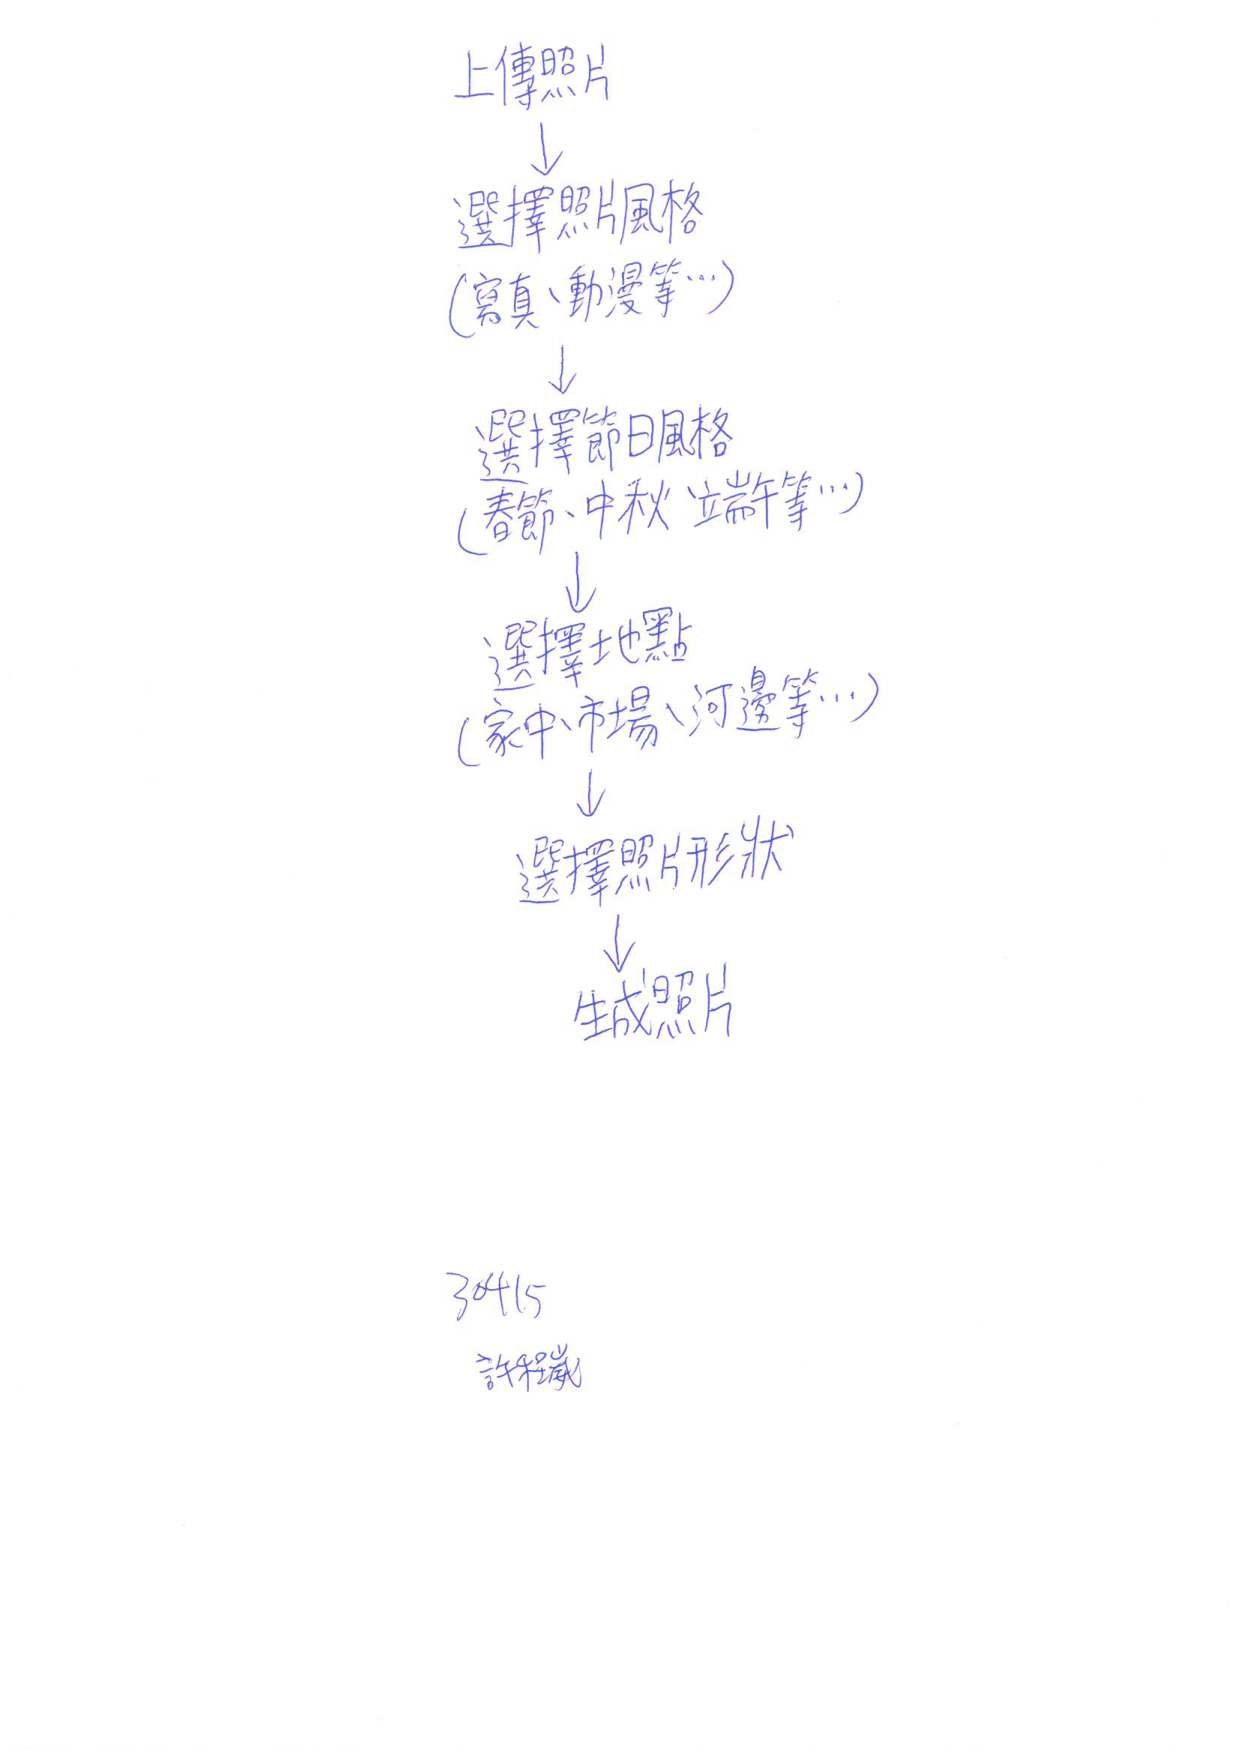 上傳照片
↓
選擇照片風格
(寫真、動漫等…)
↓
選擇節日風格
(春節、中秋、端午等…)
↓
選擇地點
(家中、市場、河邊等…)
↓
選擇照片形狀
↓
生成照片
30415
許程崴